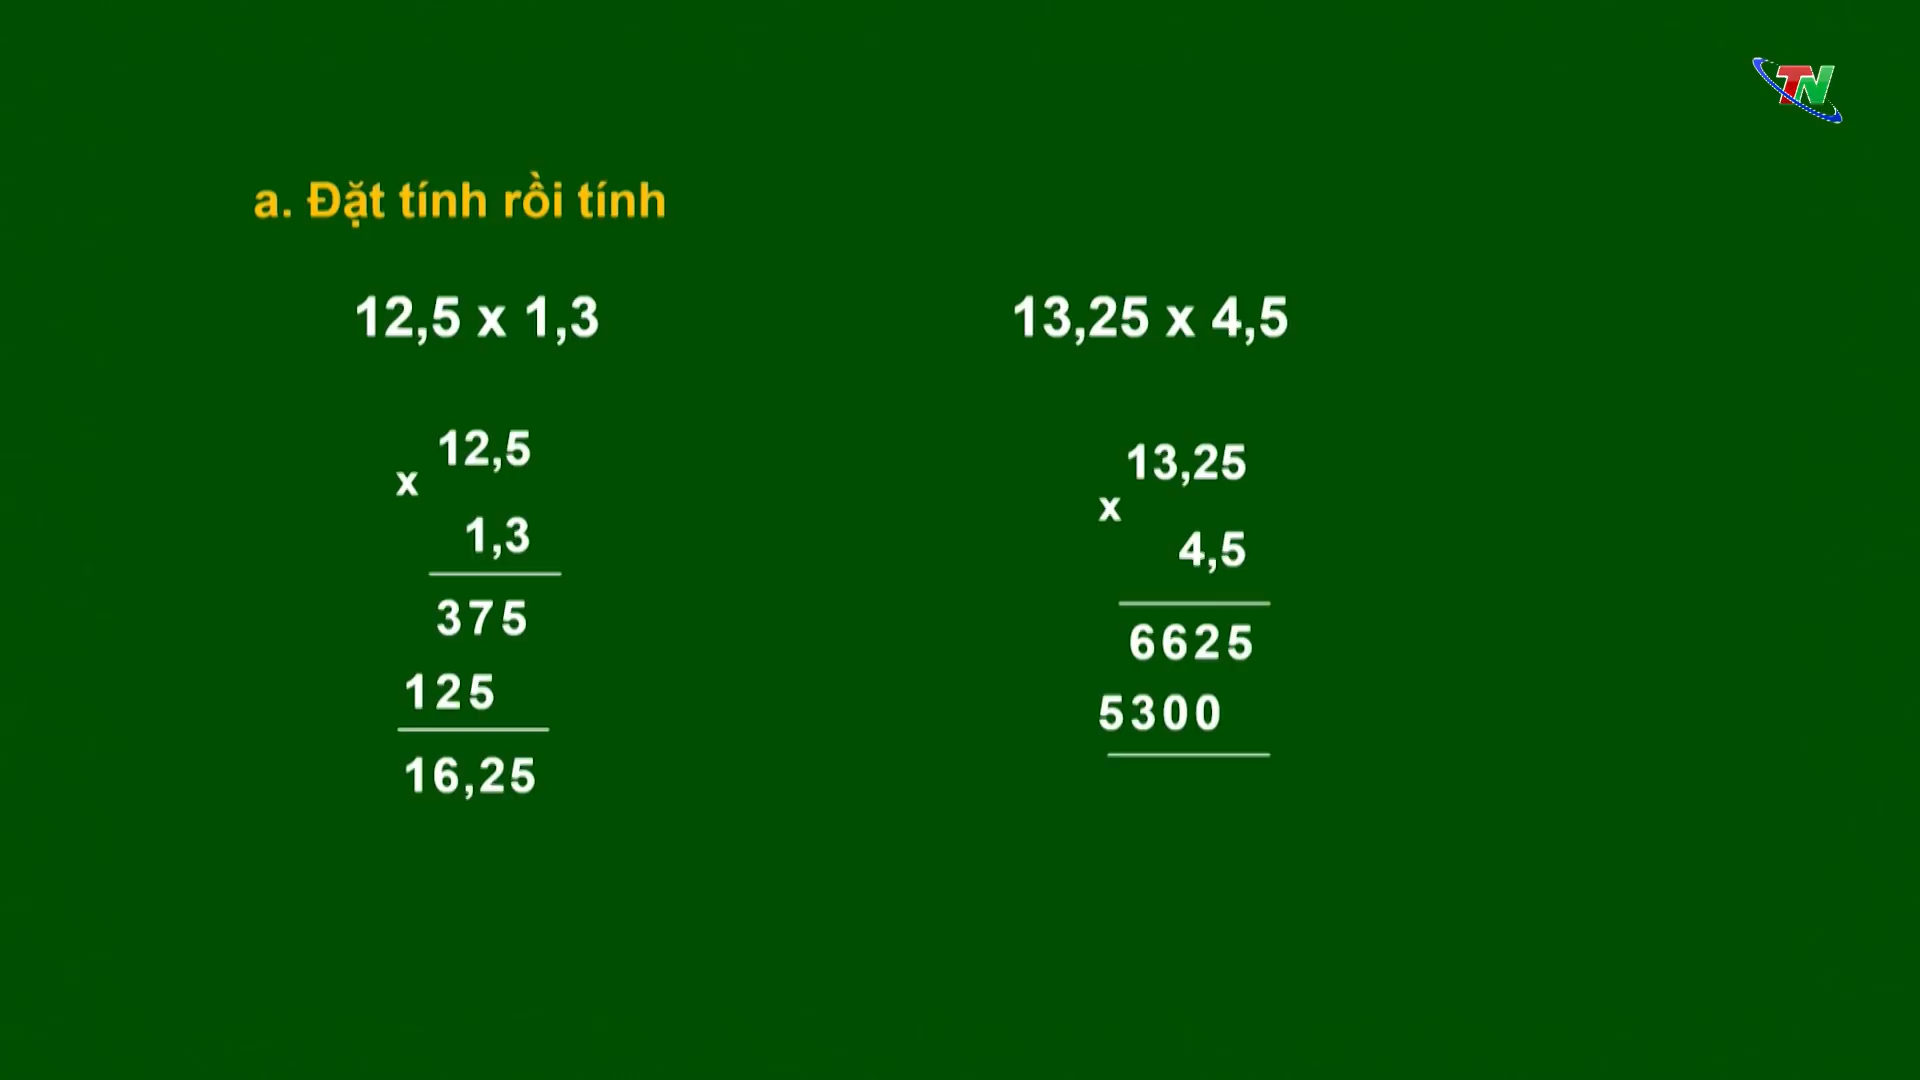 TN
a. Đặt tính rồi tính
12,5 x 1,3
12,5
x
1,3
375
125
16,25
13,25 x 4,5
13,25
x
4,5
6625
5300